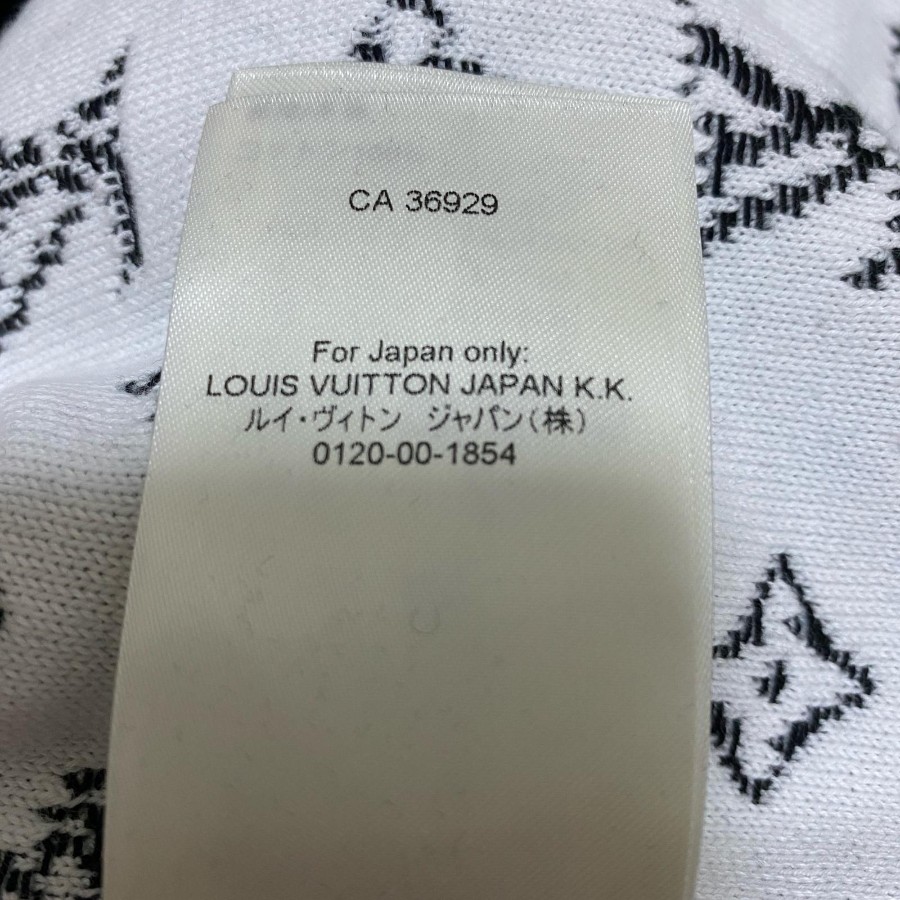 CA 36929
For Japan only:
LOUIS VUITTON JAPAN K.K.
ルイ・ヴィトン　ジャパン(株)
0120-00-1854